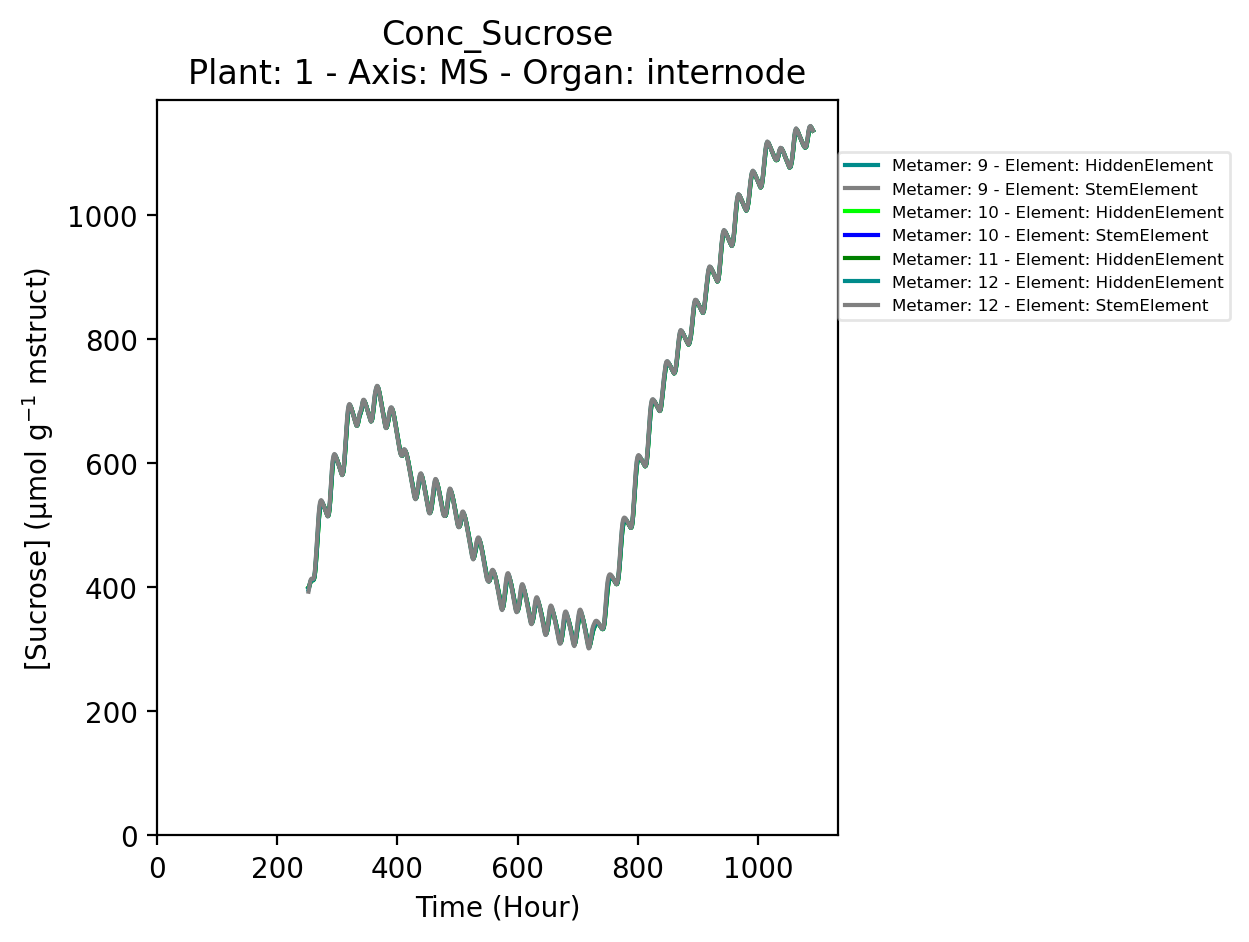 Conc_Sucrose
Plant: 1 - Axis: MS - Organ: internode
[Sucrose] (µmol g⁻¹ mstruct)
1000
800
600
400
200
0
0 200 400 600 800 1000
Time (Hour)
Metamer: 9 - Element: HiddenElement
Metamer: 9 - Element: StemElement
Metamer: 10 - Element: HiddenElement
Metamer: 10 - Element: StemElement
Metamer: 11 - Element: HiddenElement
Metamer: 12 - Element: HiddenElement
Metamer: 12 - Element: StemElement